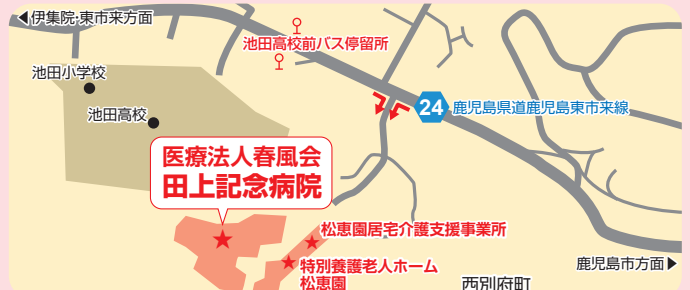 ◀伊集院・東市来方面
池田高校前バス停留所
池田小学校
池田高校
24 鹿児島県道鹿児島東市来線
医療法人春風会
田上記念病院
松恵園居宅介護支援事業所
特別養護老人ホーム
松恵園
鹿児島市方面▶
西別府町